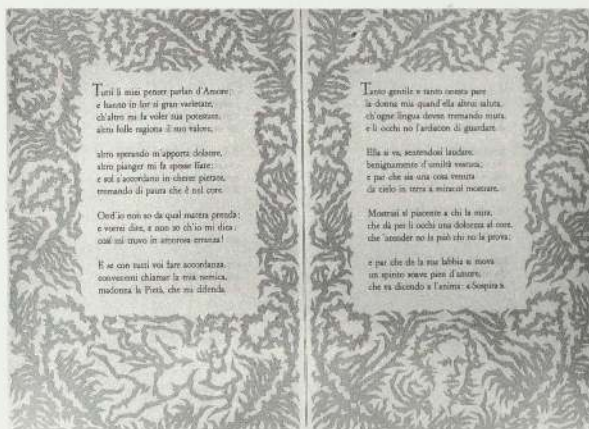 Tutti li miei penser parlan d'Amore;
e hanno in lor sì gran varietate,
ch'altro mi fa voler sua potestate,
altro folle ragiona il suo valore,
altro sperando m'apporta dolzore,
altro pianger mi fa spesse fiate;
e sol s'accordano in cherer pietate,
tremando di paura che è nel core.
Ond'io non so da qual matera prenda;
e vorrei dire, e non so ch'io mi dica:
così mi trovo in amorosa erranza!
E se con tutti voi fare accordanza,
convenemi chiamar la mia nemica,
madonna la Pietà, che mi difenda.
Tanto gentile e tanto onesta pare
la donna mia quand'ella altrui saluta,
ch'ogne lingua deven tremando muta,
e li occhi no l'ardiscon di guardare.
Ella si va, sentendosi laudare,
benignamente d'umiltà vestuta;
e par che sia una cosa venuta
da cielo in terra a miracol mostrare.
Mostrasi sì piacente a chi la mira,
che dà per li occhi una dolcezza al core,
che 'ntender no la può chi no la prova;
e par che de la sua labbia si mova
un spirito soave pien d'amore,
che va dicendo a l'anima: «Sospira».